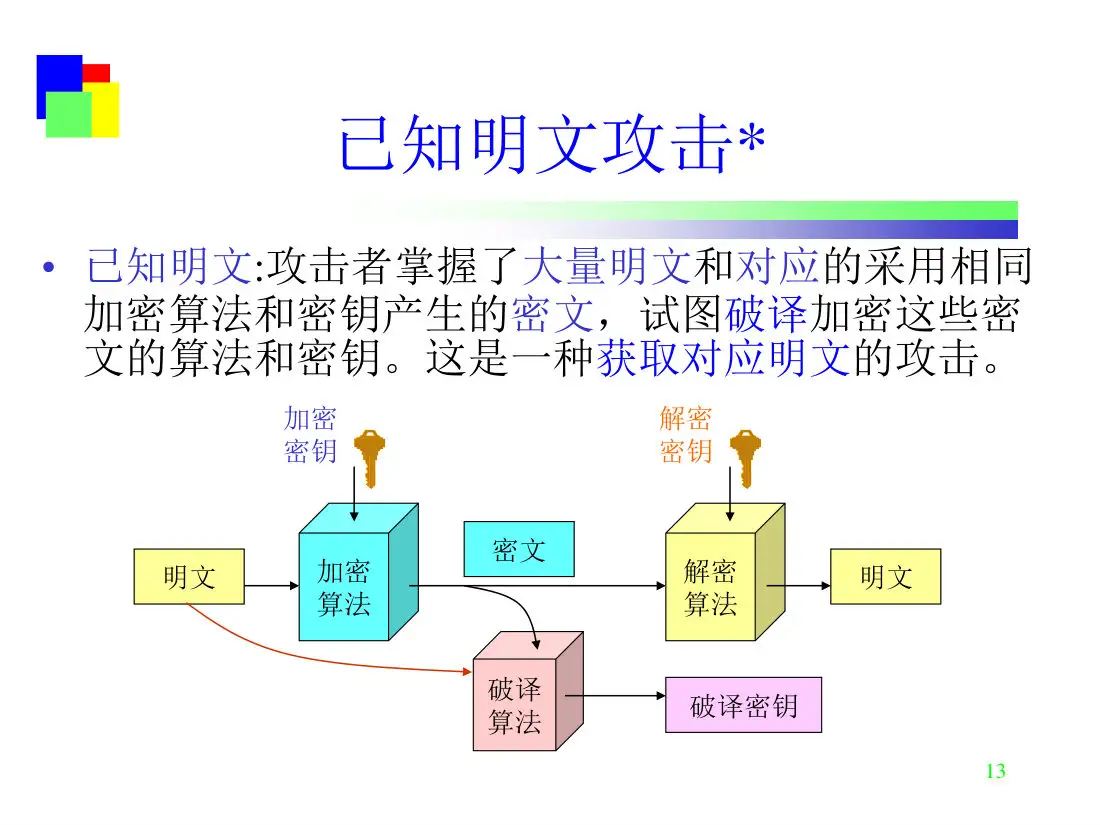 已知明文攻击*
• 已知明文:攻击者掌握了大量明文和对应的采用相同
加密算法和密钥产生的密文，试图破译加密这些密
文的算法和密钥。这是一种获取对应明文的攻击。
加密
密钥
解密
密钥
密文
明文
加密
算法
解密
算法
明文
破译
算法
破译密钥
13